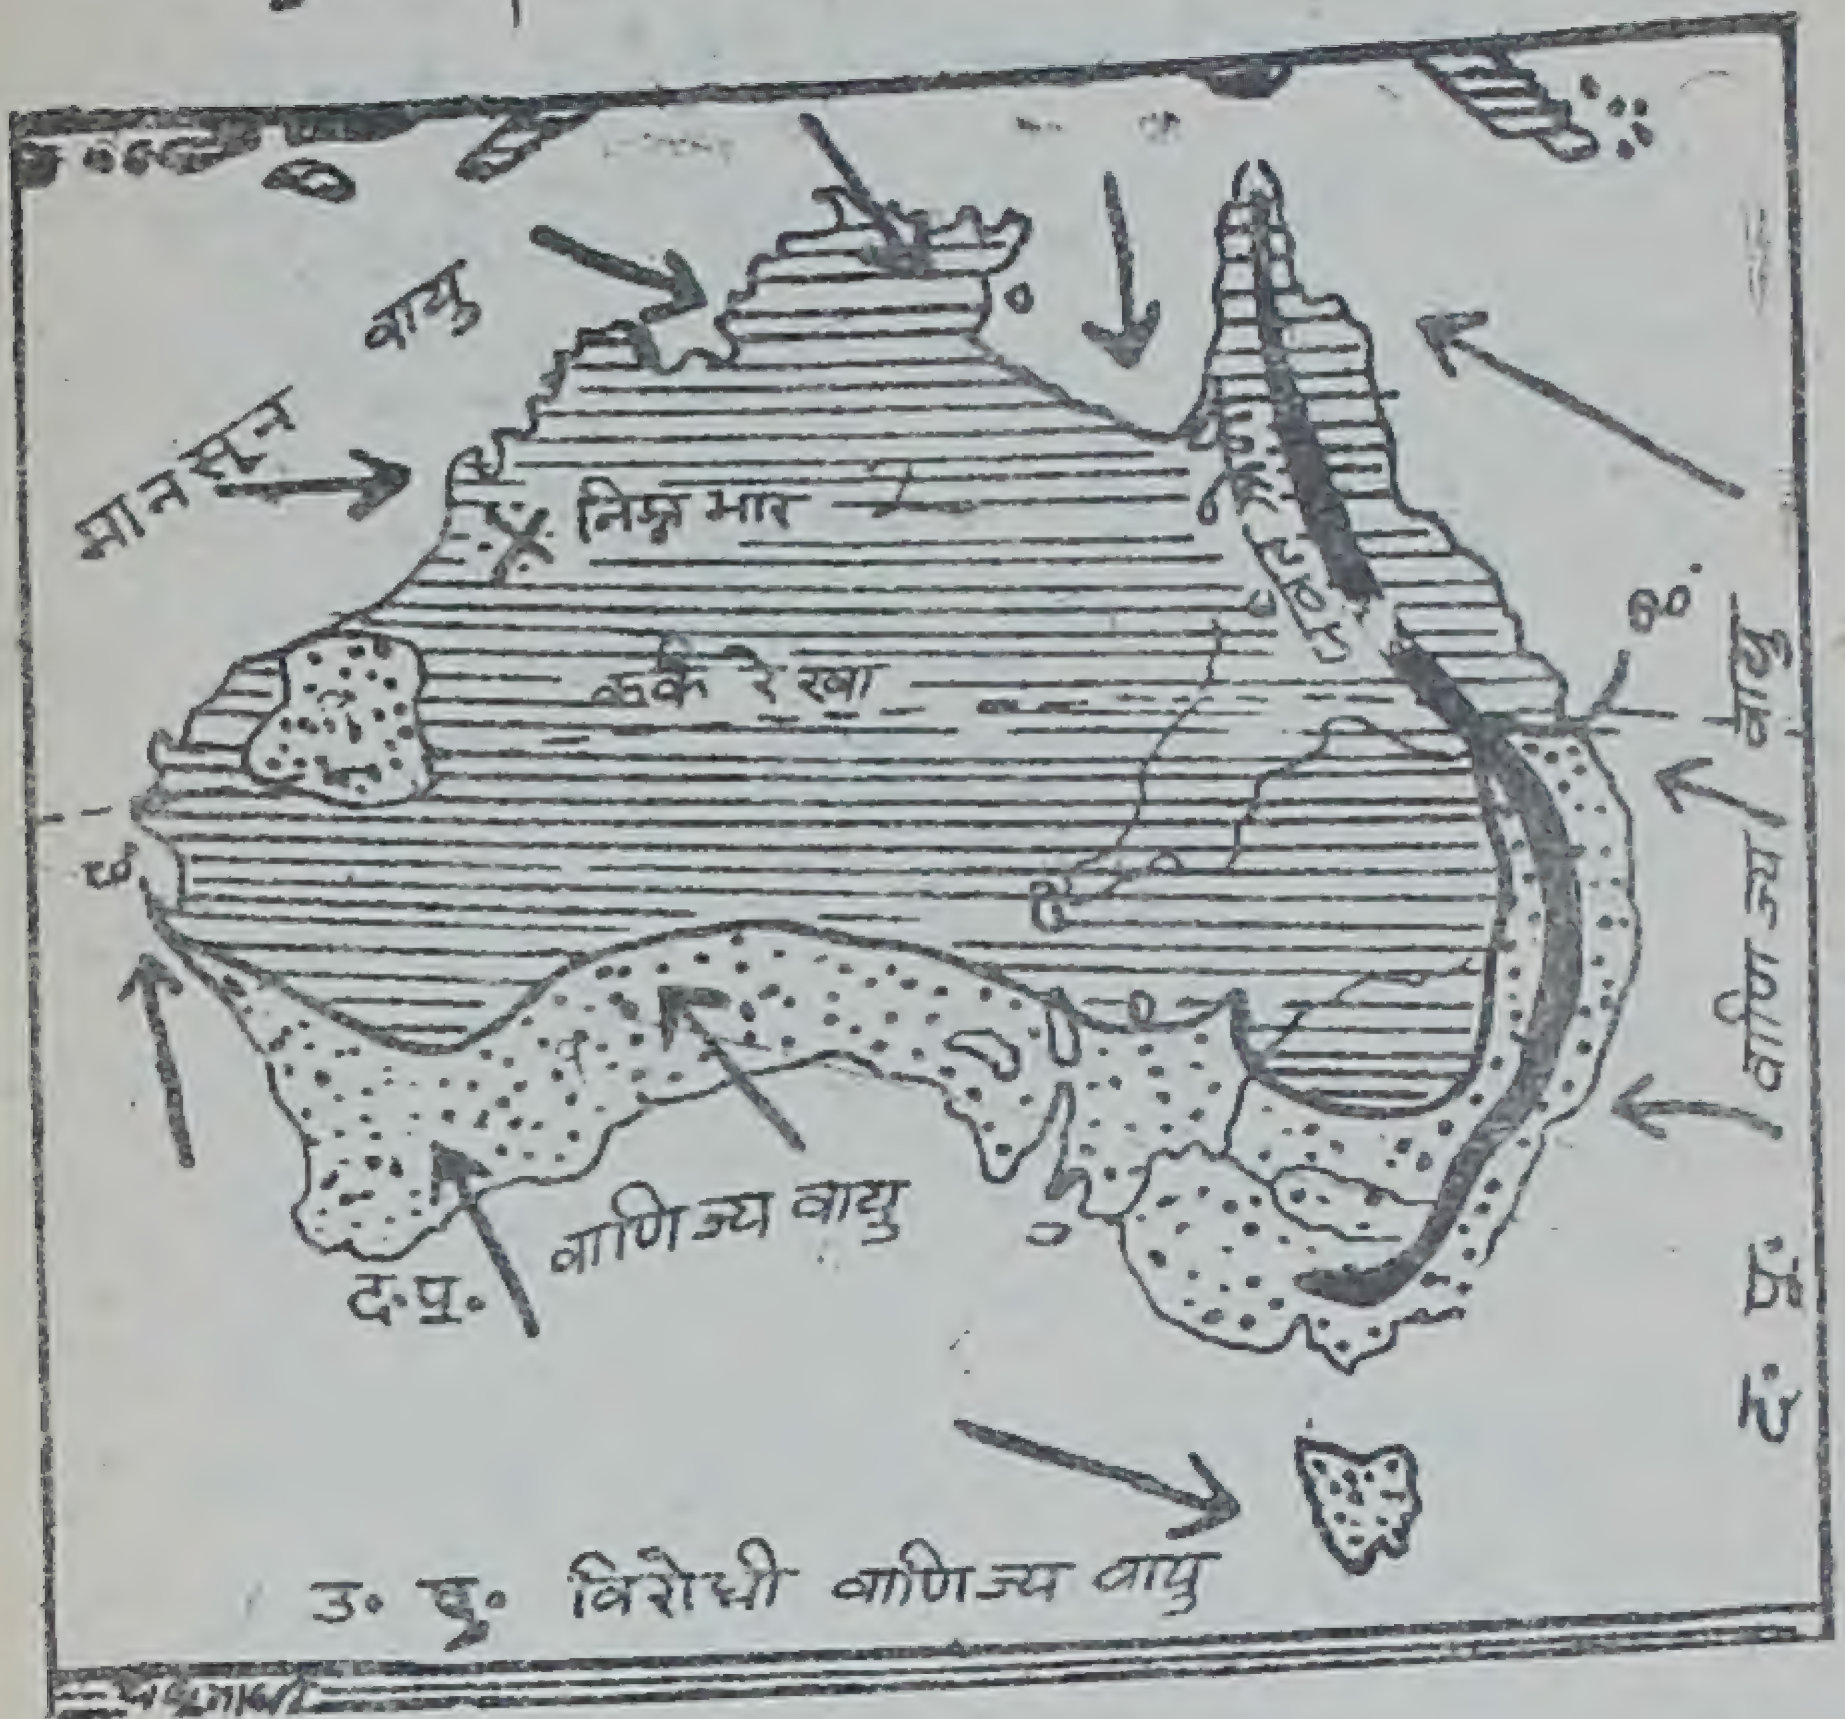 मानसून वायु
निम्न भार
कर्क रेखा
वाणिज्य वायु
द. पू.
द. पू. वाणिज्य वायु
विरोधी वाणिज्य वायु